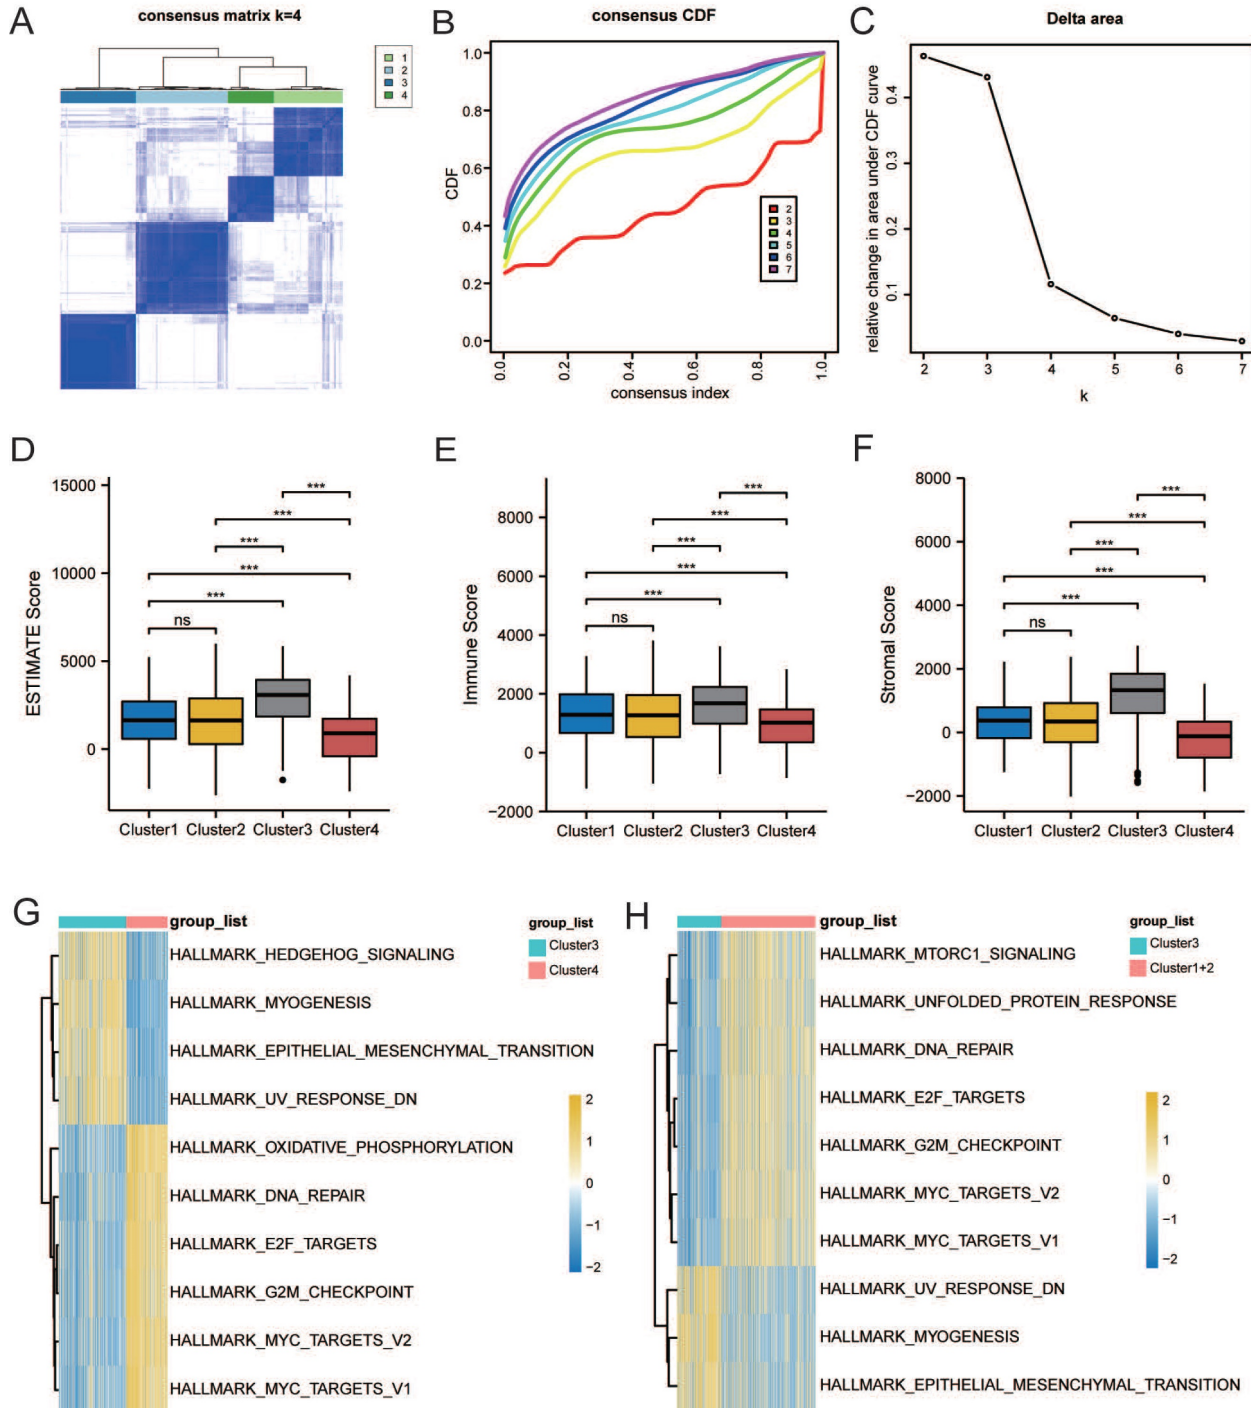 A
consensus matrix k=4
1
2
3
4
B
consensus CDF
CDF
1.0
0.8
0.6
0.4
0.2
0.0
2
3
4
5
6
7
0.0
0.2
0.4
0.6
0.8
1.0
consensus index
C
Delta area
relative change in area under CDF curve
0.4
0.3
0.2
0.1
2
3
4
5
6
7
k
D
ESTIMATE Score
15000
10000
5000
0
***
***
***
***
***
ns
Cluster1
Cluster2
Cluster3
Cluster4
E
Immune Score
8000
6000
4000
2000
0
−2000
***
***
***
***
***
ns
Cluster1
Cluster2
Cluster3
Cluster4
F
Stromal Score
8000
6000
4000
2000
0
−2000
***
***
***
***
***
ns
Cluster1
Cluster2
Cluster3
Cluster4
G
group_list
HALLMARK_HEDGEHOG_SIGNALING
HALLMARK_MYOGENESIS
HALLMARK_EPITHELIAL_MESENCHYMAL_TRANSITION
HALLMARK_UV_RESPONSE_DN
HALLMARK_OXIDATIVE_PHOSPHORYLATION
HALLMARK_DNA_REPAIR
HALLMARK_E2F_TARGETS
HALLMARK_G2M_CHECKPOINT
HALLMARK_MYC_TARGETS_V2
HALLMARK_MYC_TARGETS_V1
group_list
Cluster3
Cluster4
2
1
0
−1
−2
H
group_list
HALLMARK_MTORC1_SIGNALING
HALLMARK_UNFOLDED_PROTEIN_RESPONSE
HALLMARK_DNA_REPAIR
HALLMARK_E2F_TARGETS
HALLMARK_G2M_CHECKPOINT
HALLMARK_MYC_TARGETS_V2
HALLMARK_MYC_TARGETS_V1
HALLMARK_UV_RESPONSE_DN
HALLMARK_MYOGENESIS
HALLMARK_EPITHELIAL_MESENCHYMAL_TRANSITION
group_list
Cluster3
Cluster1+2
2
1
0
−1
−2